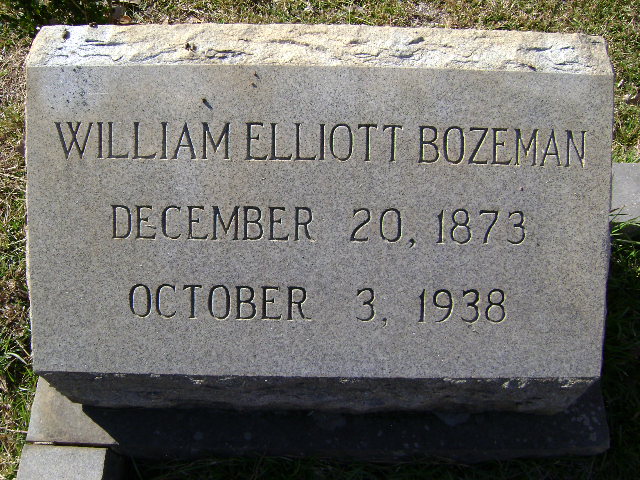 WILLIAM ELLIOTT BOZEMAN
DECEMBER 20, 1873
OCTOBER 3, 1938